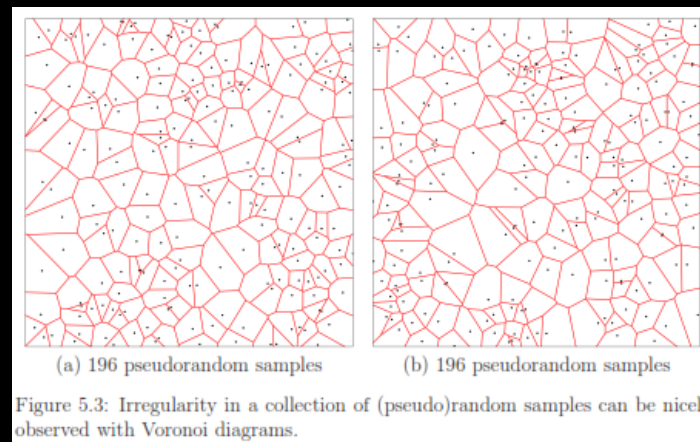 (a) 196 pseudorandom samples
(b) 196 pseudorandom samples
Figure 5.3: Irregularity in a collection of (pseudo)random samples can be nicel
observed with Voronoi diagrams.